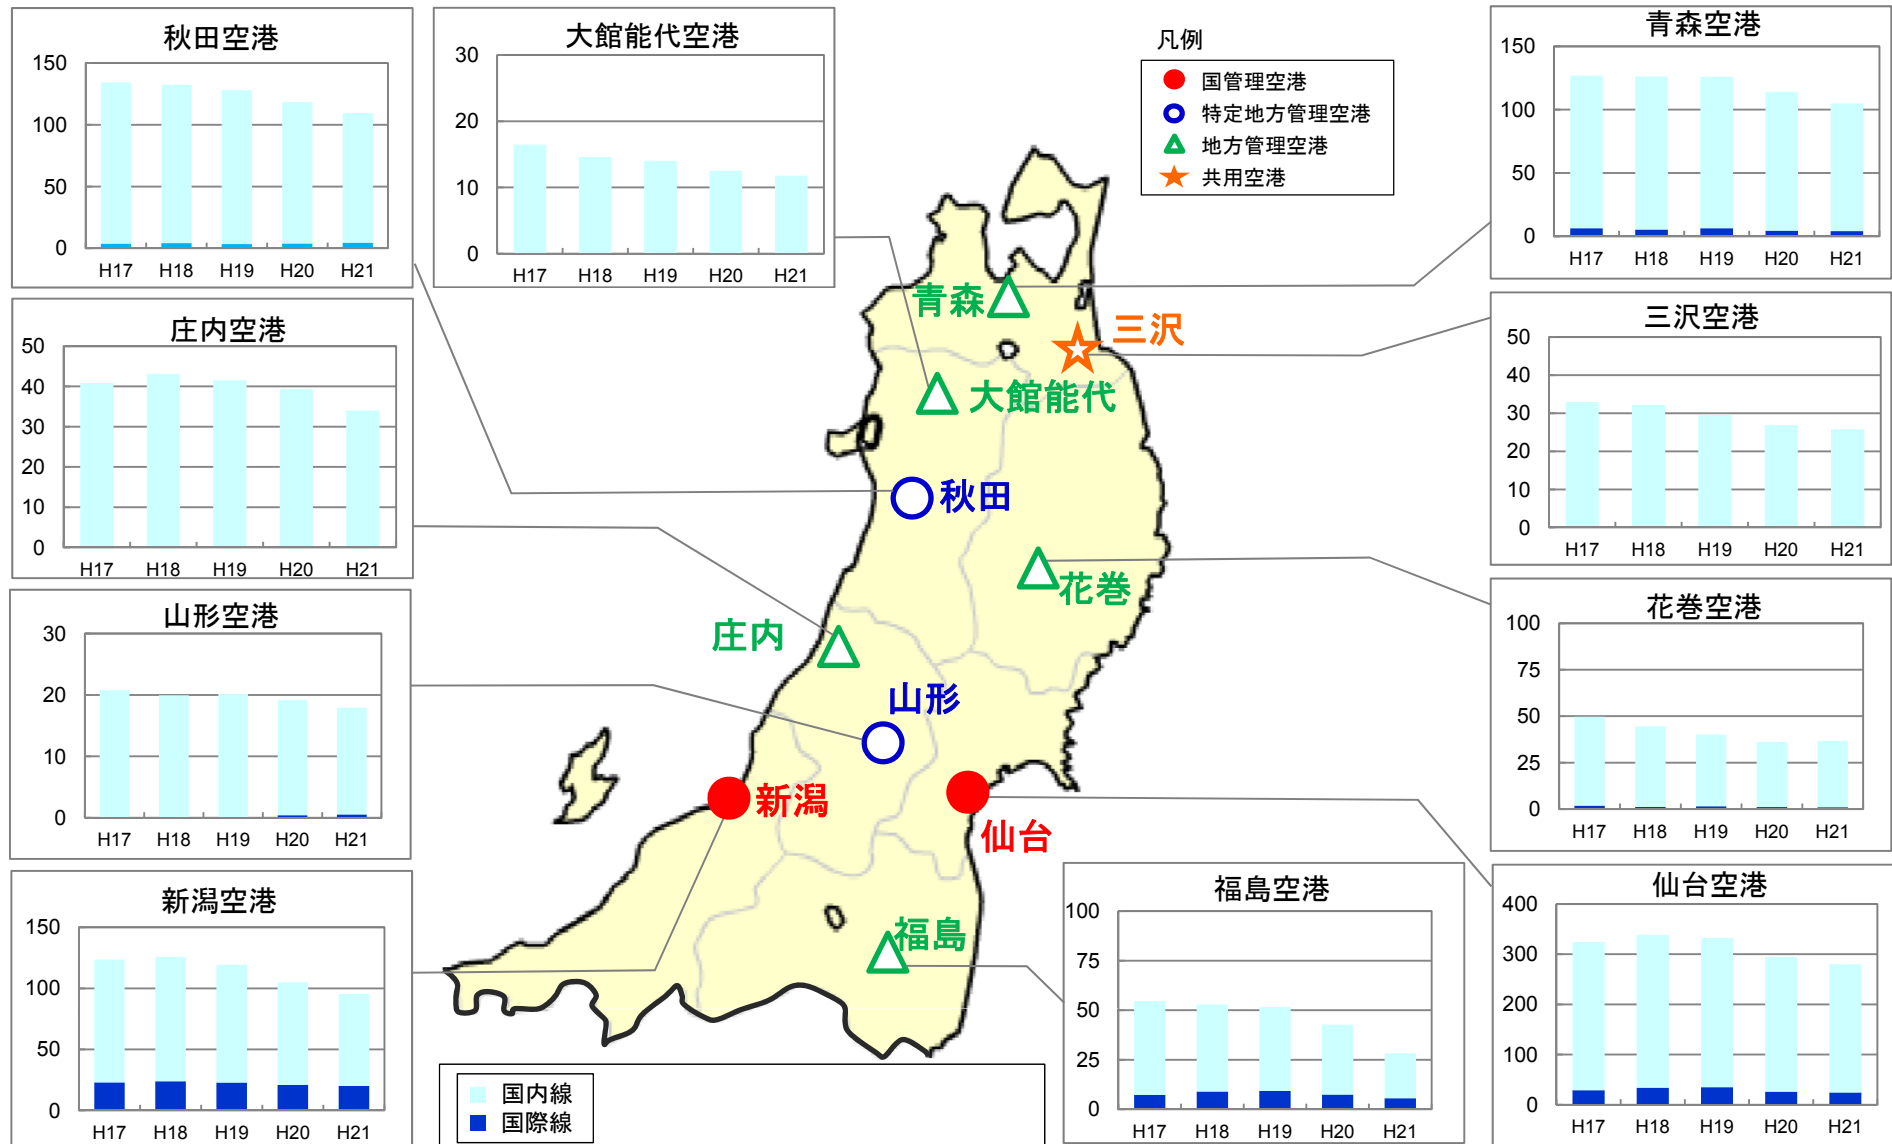 秋田空港
150
100
50
0
H17 H18 H19 H20 H21
大館能代空港
30
20
10
0
H17 H18 H19 H20 H21
凡例
国管理空港
特定地方管理空港
地方管理空港
共用空港
青森空港
150
100
50
0
H17 H18 H19 H20 H21
庄内空港
50
40
30
20
10
0
H17 H18 H19 H20 H21
三沢空港
50
40
30
20
10
0
H17 H18 H19 H20 H21
青森
三沢
大館能代
秋田
花巻
庄内
山形
新潟
仙台
福島
山形空港
30
20
10
0
H17 H18 H19 H20 H21
花巻空港
100
75
50
25
0
H17 H18 H19 H20 H21
新潟空港
150
100
50
0
H17 H18 H19 H20 H21
国内線
国際線
福島空港
100
75
50
25
0
H17 H18 H19 H20 H21
仙台空港
400
300
200
100
0
H17 H18 H19 H20 H21